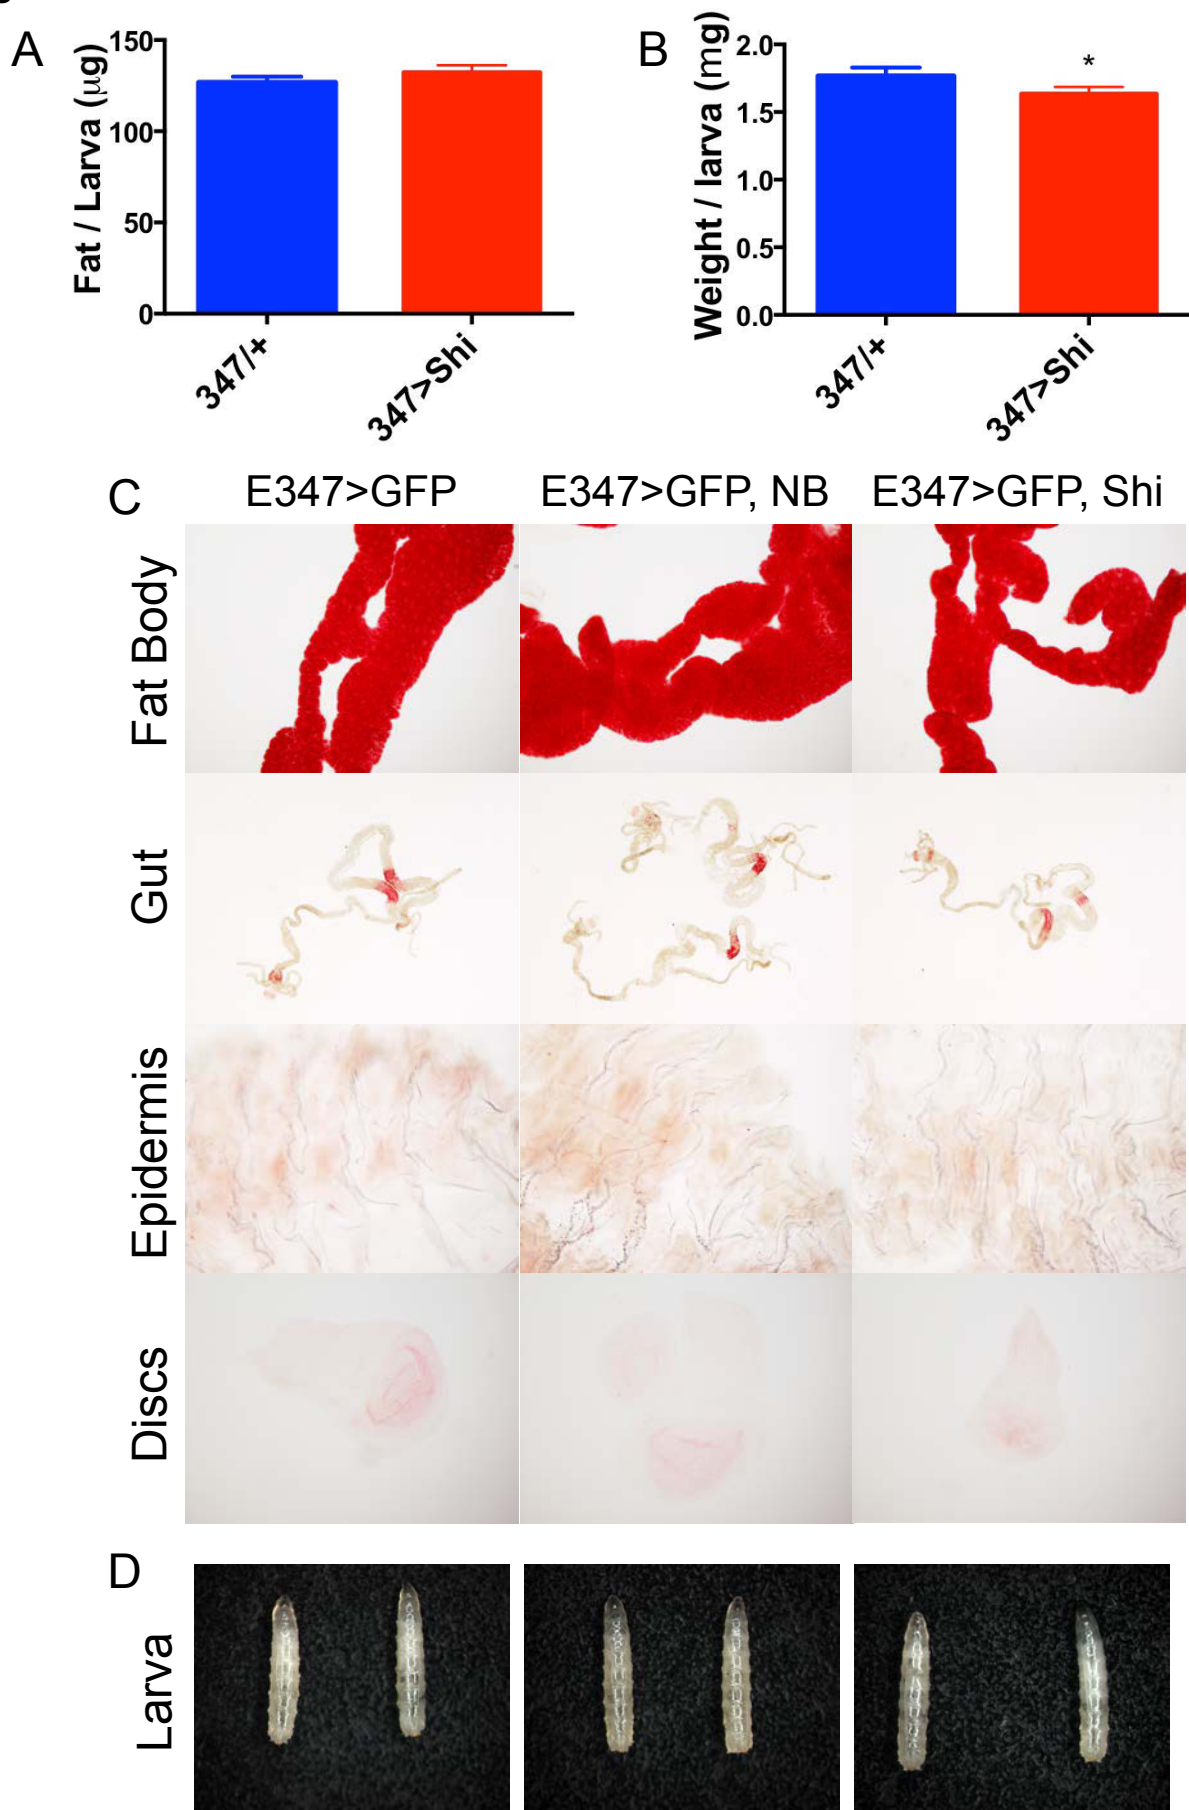 A
Fat / Larva (μg)
150
100
50
0
347/+
347>Shi
B
Weight / larva (mg)
2.0
1.5
1.0
0.5
0.0
*
347/+
347>Shi
C
E347>GFP
E347>GFP, NB
E347>GFP, Shi
Fat Body
Gut
Epidermis
Discs
D
Larva